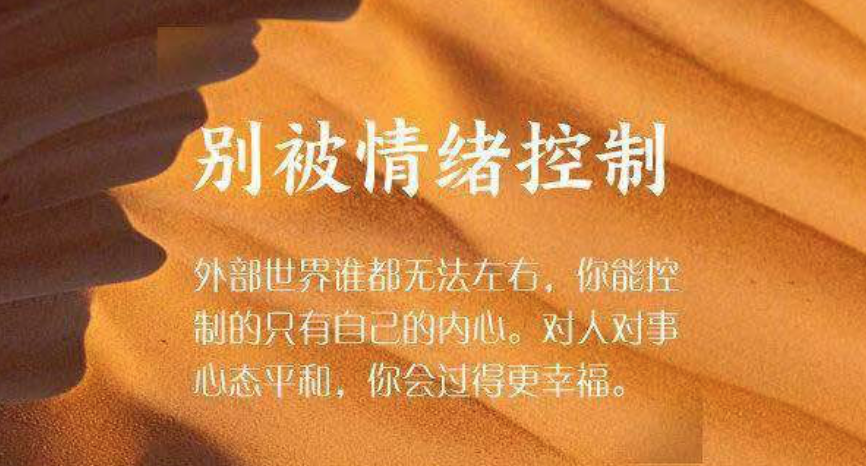 别被情绪控制
外部世界谁都无法左右，你能控
制的只有自己的内心。对人对事
心态平和，你会过得更幸福。